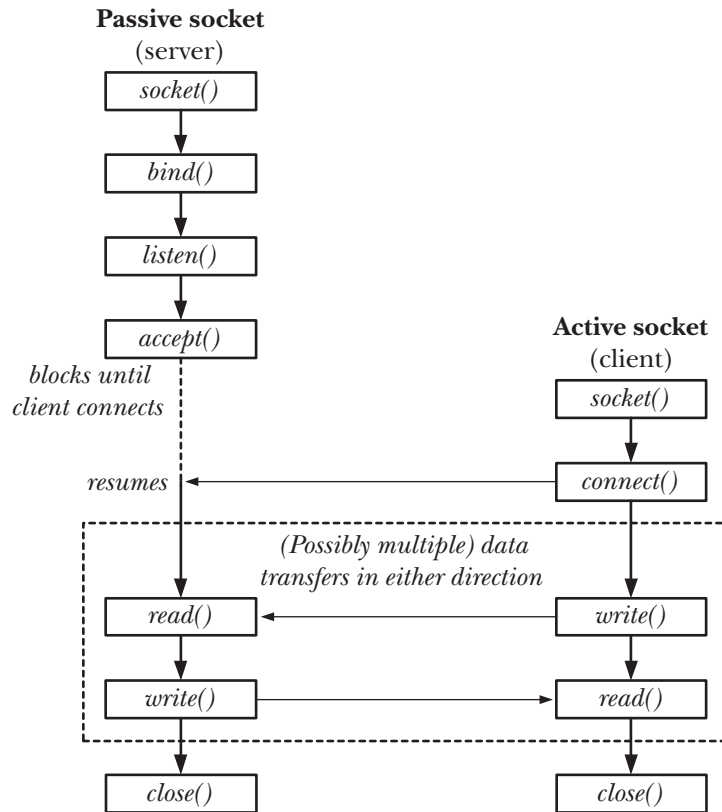 Passive socket
(server)
socket()
bind()
listen()
accept()
blocks until
client connects
resumes
Active socket
(client)
socket()
connect()
(Possibly multiple) data
transfers in either direction
read()
write()
write()
read()
close()
close()